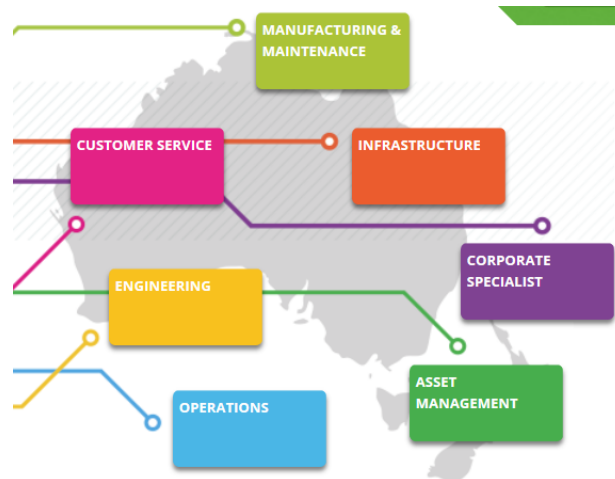 MANUFACTURING &
MAINTENANCE
CUSTOMER SERVICE
INFRASTRUCTURE
CORPORATE
SPECIALIST
ENGINEERING
ASSET
MANAGEMENT
OPERATIONS